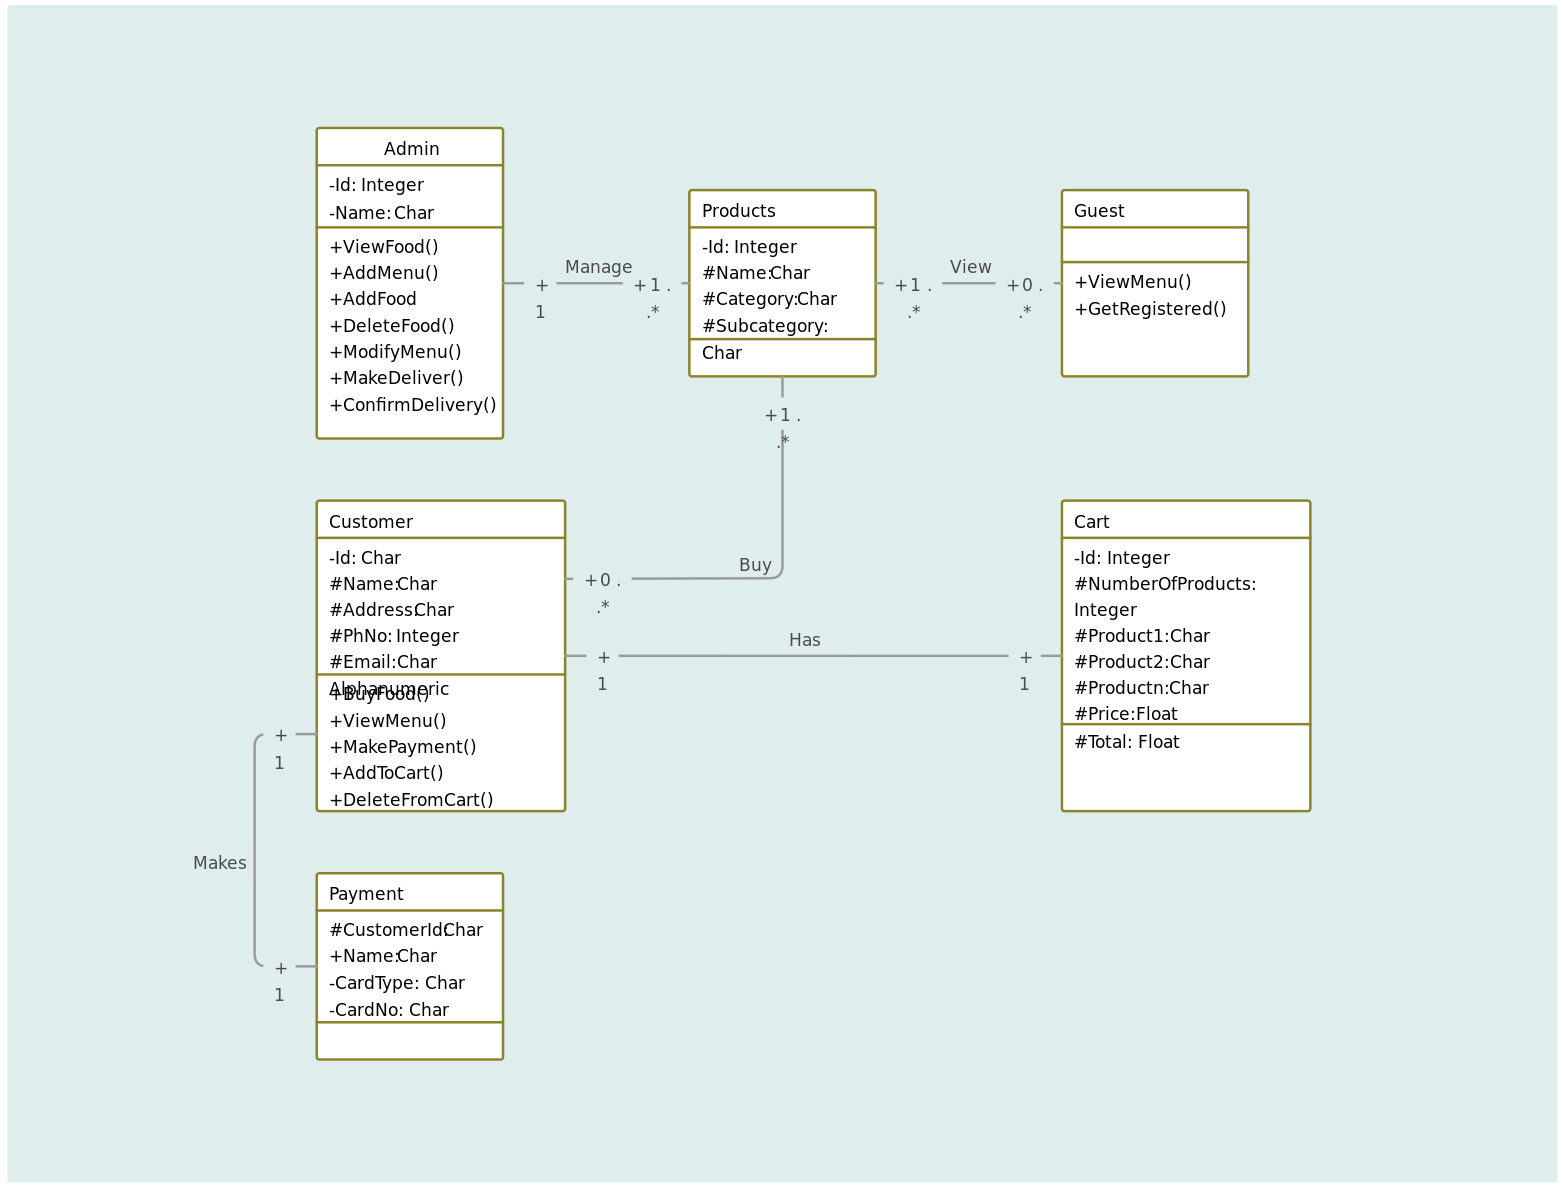 Admin
-Id: Integer
-Name: Char
+ViewFood()
+AddMenu()
+AddFood
+DeleteFood()
+ModifyMenu()
+MakeDeliver()
+ConfirmDelivery()
Manage
+
1
+1 .
.*
Products
-Id: Integer
#Name:Char
#Category:Char
#Subcategory:
Char
View
+1 .
.*
+0 .
.*
Guest
+ViewMenu()
+GetRegistered()
+1 .
.*
Buy
+0 .
.*
Customer
-Id: Char
#Name:Char
#Address:Char
#PhNo: Integer
#Email:Char
Alphanumeric
+BuyFood()
+ViewMenu()
+MakePayment()
+AddToCart()
+DeleteFromCart()
Has
+
1
+
1
Cart
-Id: Integer
#NumberOfProducts:
Integer
#Product1:Char
#Product2:Char
#Productn:Char
#Price:Float
#Total: Float
+
1
Makes
+
1
Payment
#CustomerId:Char
+Name:Char
-CardType: Char
-CardNo: Char